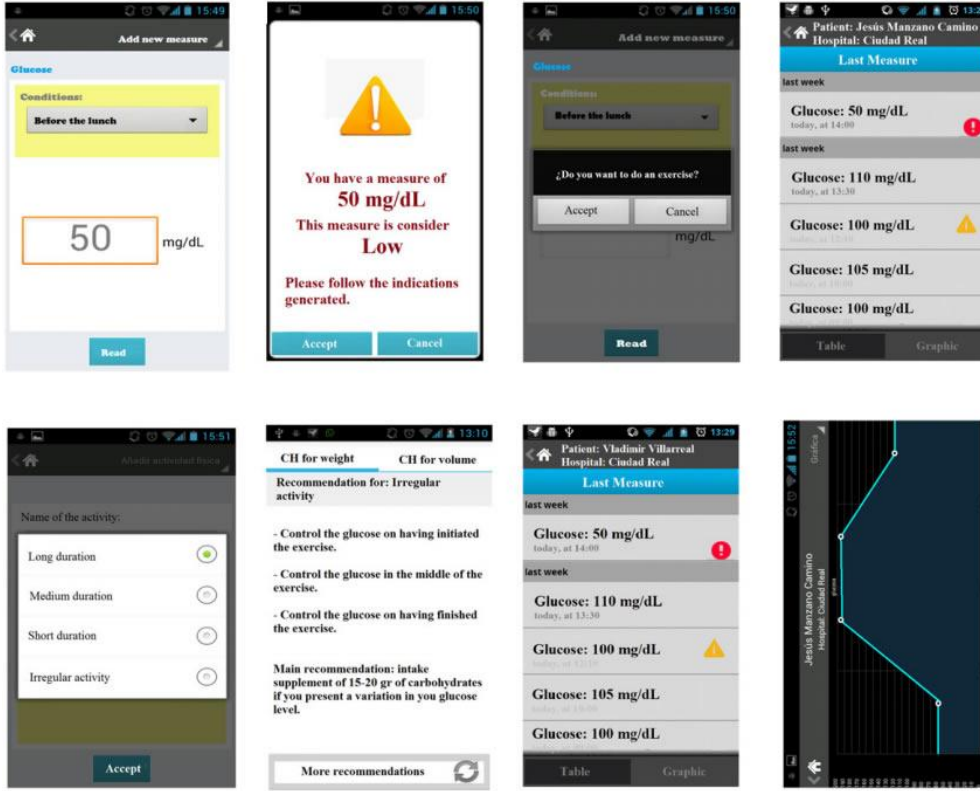 15:49
Add new measure
Glucose
Conditions:
Before the lunch
50
mg/dL
Read
15:50
You have a measure of
50 mg/dL
This measure is consider
Low
Please follow the indications
generated.
Accept
Cancel
15:50
Add new measure
Glucose
Conditions:
Before the lunch
¿Do you want to do an exercise?
Accept
Cancel
mg/dL
Read
Patient: Jesús Manzano Camino
Hospital: Ciudad Real
Last Measure
last week
Glucose: 50 mg/dL
today, at 14:00
last week
Glucose: 110 mg/dL
today, at 13:30
Glucose: 100 mg/dL
Glucose: 105 mg/dL
Glucose: 100 mg/dL
Table
Graphic
15:51
Añadir actividad física
Name of the activity:
Long duration
Medium duration
Short duration
Irregular activity
Accept
13:10
CH for weight
CH for volume
Recommendation for: Irregular
activity
- Control the glucose on having initiated
the exercise.
- Control the glucose in the middle of the
exercise.
- Control the glucose on having finished
the exercise.
Main recommendation: intake
supplement of 15-20 gr of carbohydrates
if you present a variation in you glucose
level.
More recommendations
13:29
Patient: Vladimir Villarreal
Hospital: Ciudad Real
Last Measure
last week
Glucose: 50 mg/dL
today, at 14:00
last week
Glucose: 110 mg/dL
today, at 13:30
Glucose: 100 mg/dL
Glucose: 105 mg/dL
Glucose: 100 mg/dL
Table
Graphic
15:52
Gráfica
Jesús Manzano Camino
Hospital: Ciudad Real